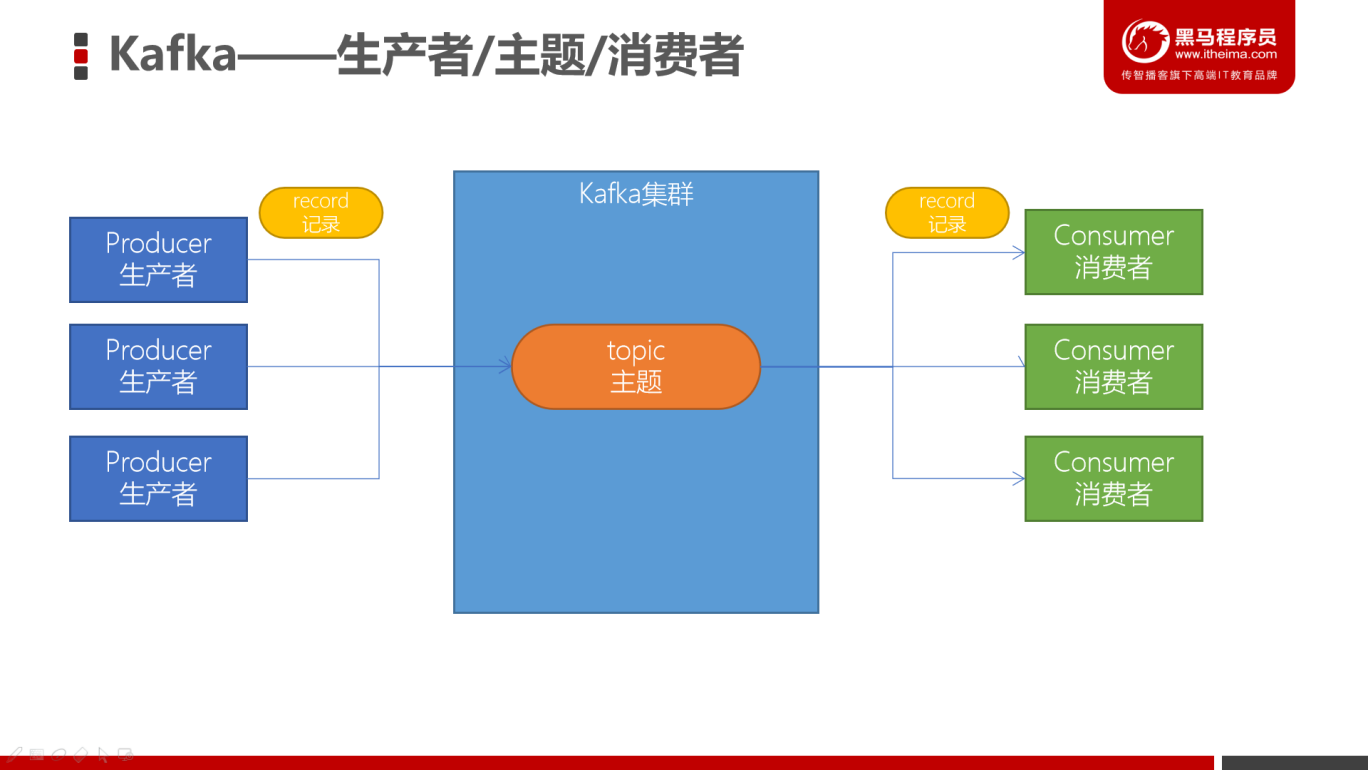 Kafka——生产者/主题/消费者
黑马程序员
www.itheima.com
传智播客旗下高端IT教育品牌
record
记录
Kafka集群
record
记录
Producer
生产者
Consumer
消费者
Producer
生产者
topic
主题
Consumer
消费者
Producer
生产者
Consumer
消费者